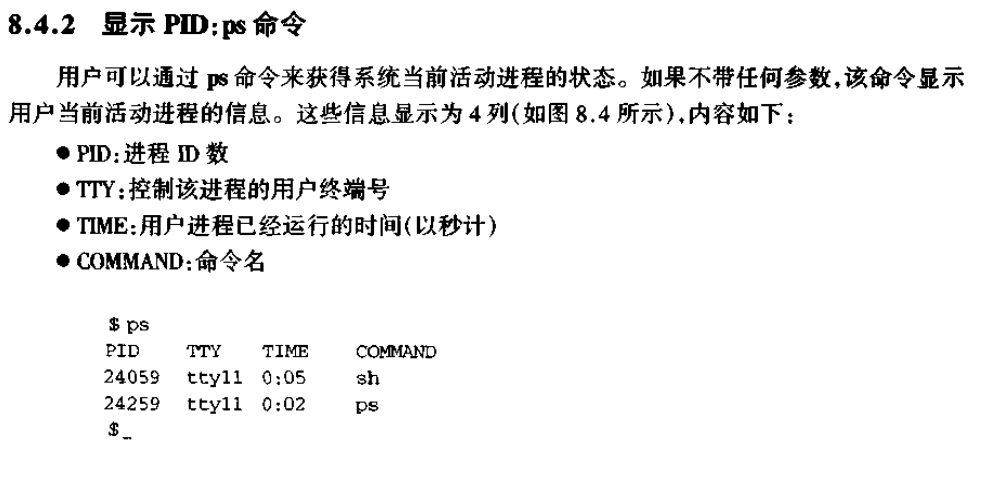 8.4.2 显示 PID:ps 命令
用户可以通过 ps 命令来获得系统当前活动进程的状态。如果不带任何参数,该命令显示
用户当前活动进程的信息。这些信息显示为 4 列(如图 8.4 所示),内容如下:
● PID:进程 ID 数
● TTY:控制该进程的用户终端号
● TIME:用户进程已经运行的时间(以秒计)
● COMMAND:命令名
$ ps
PID TTY TIME COMMAND
24059 tty11 0:05 sh
24259 tty11 0:02 ps
$_